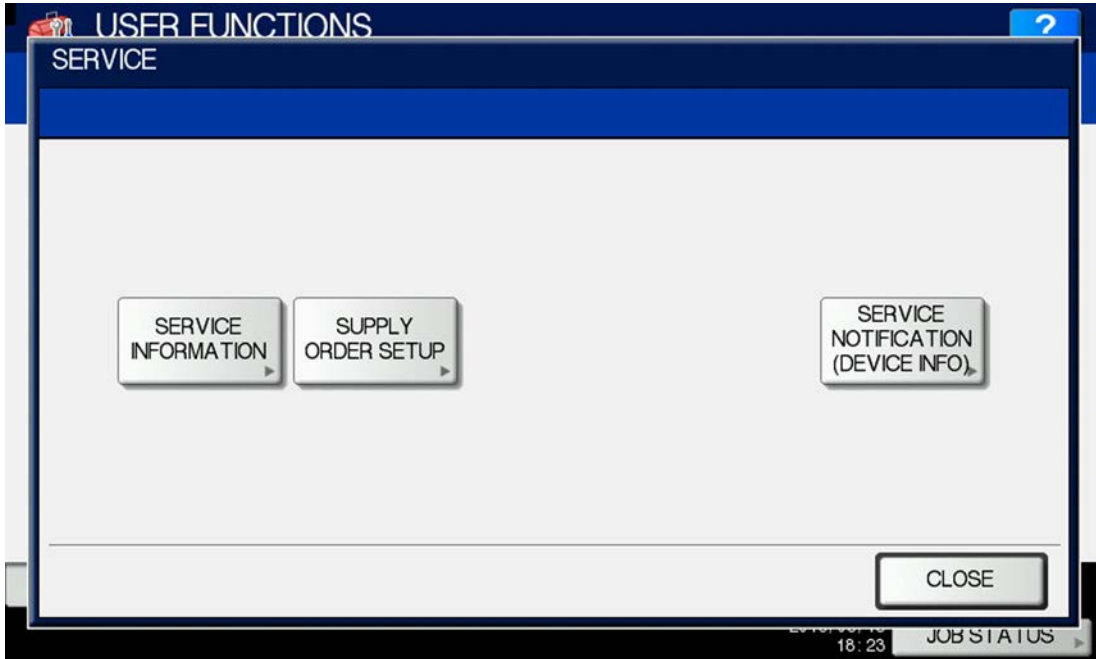 USER FUNCTIONS
?
SERVICE
SERVICE
INFORMATION
SUPPLY
ORDER SETUP
SERVICE
NOTIFICATION
(DEVICE INFO)
CLOSE
18:23
JOB STATUS